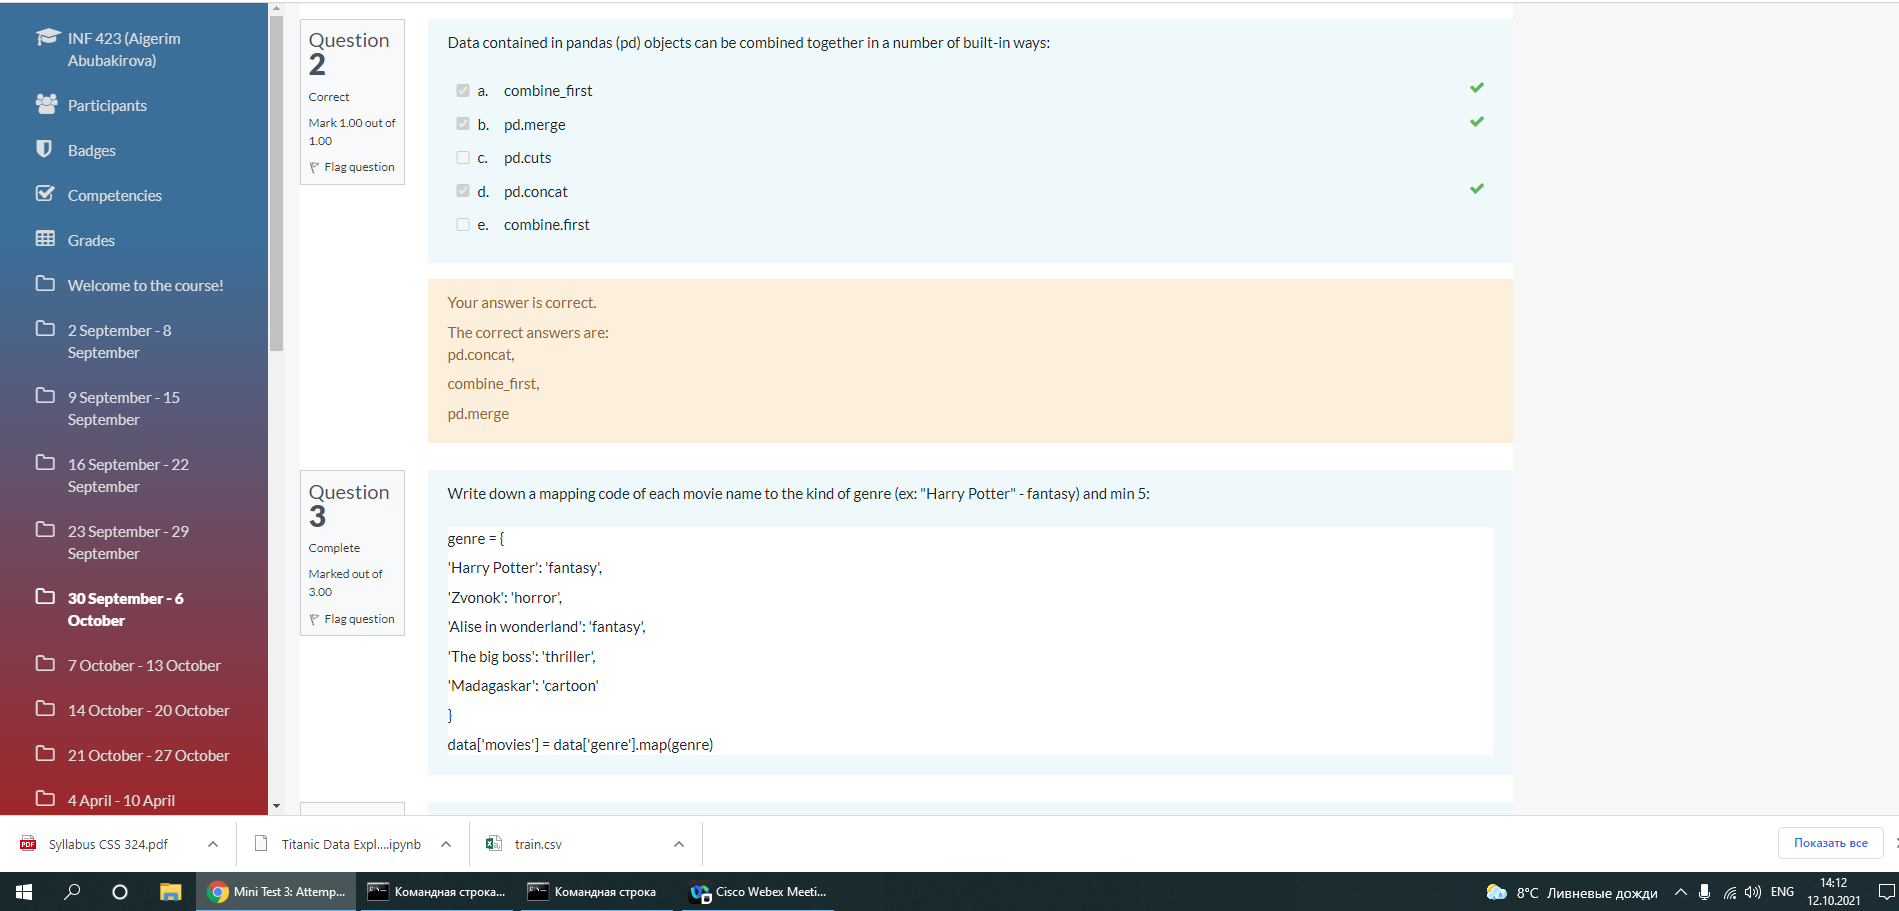 INF 423 (Aigerim
Abubakirova)
Participants
Badges
Competencies
Grades
Welcome to the course!
2 September - 8
September
9 September - 15
September
16 September - 22
September
23 September - 29
September
30 September - 6
October
7 October - 13 October
14 October - 20 October
21 October - 27 October
4 April - 10 April
Question
2
Correct
Mark 1.00 out of
1.00
Flag question
Data contained in pandas (pd) objects can be combined together in a number of built-in ways:
a. combine_first
b. pd.merge
c. pd.cuts
d. pd.concat
e. combine.first
Your answer is correct.
The correct answers are:
pd.concat,
combine_first,
pd.merge
Question
3
Complete
Marked out of
3.00
Flag question
Write down a mapping code of each movie name to the kind of genre (ex: "Harry Potter" - fantasy) and min 5:
genre = {
'Harry Potter': 'fantasy',
'Zvonok': 'horror',
'Alise in wonderland': 'fantasy',
'The big boss': 'thriller',
'Madagaskar': 'cartoon'
}
data['movies'] = data['genre'].map(genre)
PDF
Syllabus CSS 324.pdf
Titanic Data Expl....ipynb
train.csv
Показать все
Mini Test 3: Attemp...
Командная строка...
Командная строка
Cisco Webex Meeti...
8°C Ливневые дожди
ENG
14:12
12.10.2021